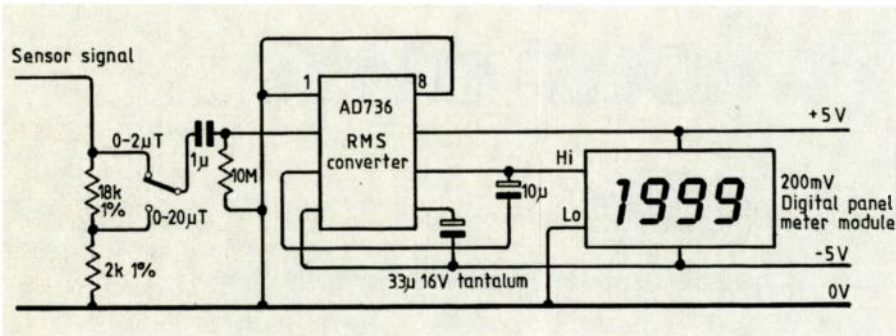 Sensor signal
0-2μT
18k
1%
0-20μT
2k 1%
1μ
10M
1
8
AD736
RMS
converter
+5V
Hi
10μ
Lo
1999
200mV
Digital panel
meter module
33μ 16V tantalum
-5V
0V